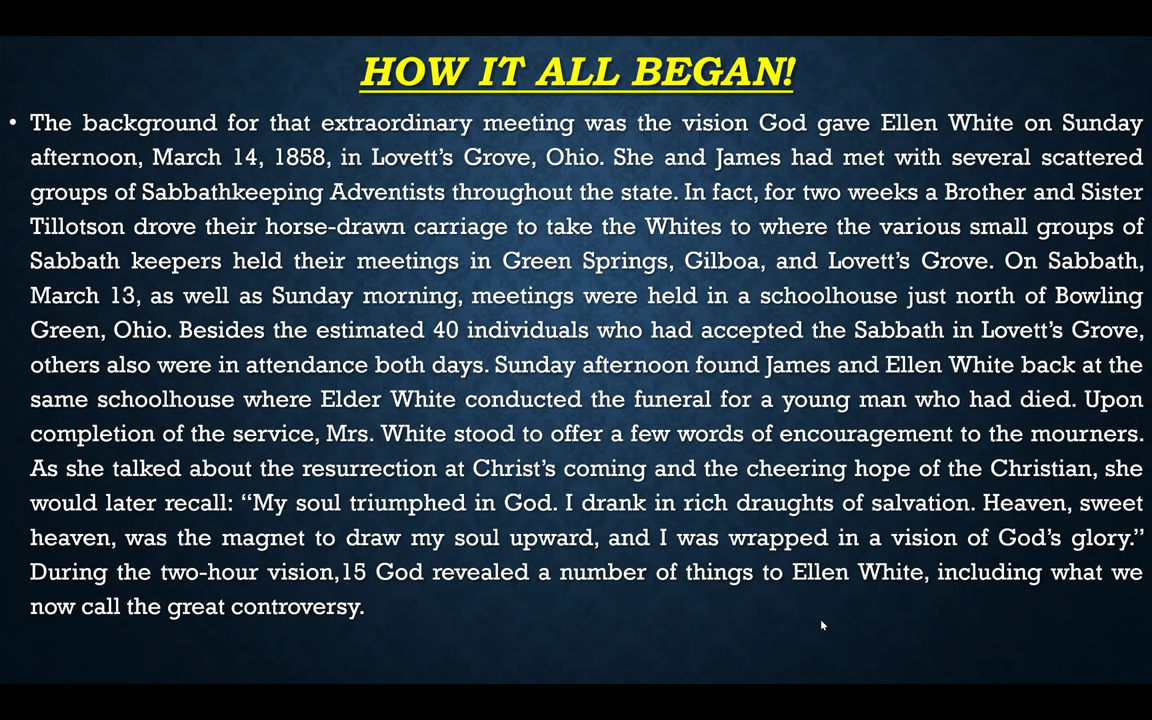 HOW IT ALL BEGAN!
• The background for that extraordinary meeting was the vision God gave Ellen White on Sunday
afternoon, March 14, 1858, in Lovett’s Grove, Ohio. She and James had met with several scattered
groups of Sabbathkeeping Adventists throughout the state. In fact, for two weeks a Brother and Sister
Tillotson drove their horse-drawn carriage to take the Whites to where the various small groups of
Sabbath keepers held their meetings in Green Springs, Gilboa, and Lovett’s Grove. On Sabbath,
March 13, as well as Sunday morning, meetings were held in a schoolhouse just north of Bowling
Green, Ohio. Besides the estimated 40 individuals who had accepted the Sabbath in Lovett’s Grove,
others also were in attendance both days. Sunday afternoon found James and Ellen White back at the
same schoolhouse where Elder White conducted the funeral for a young man who had died. Upon
completion of the service, Mrs. White stood to offer a few words of encouragement to the mourners.
As she talked about the resurrection at Christ’s coming and the cheering hope of the Christian, she
would later recall: “My soul triumphed in God. I drank in rich draughts of salvation. Heaven, sweet
heaven, was the magnet to draw my soul upward, and I was wrapped in a vision of God’s glory.”
During the two-hour vision,15 God revealed a number of things to Ellen White, including what we
now call the great controversy.